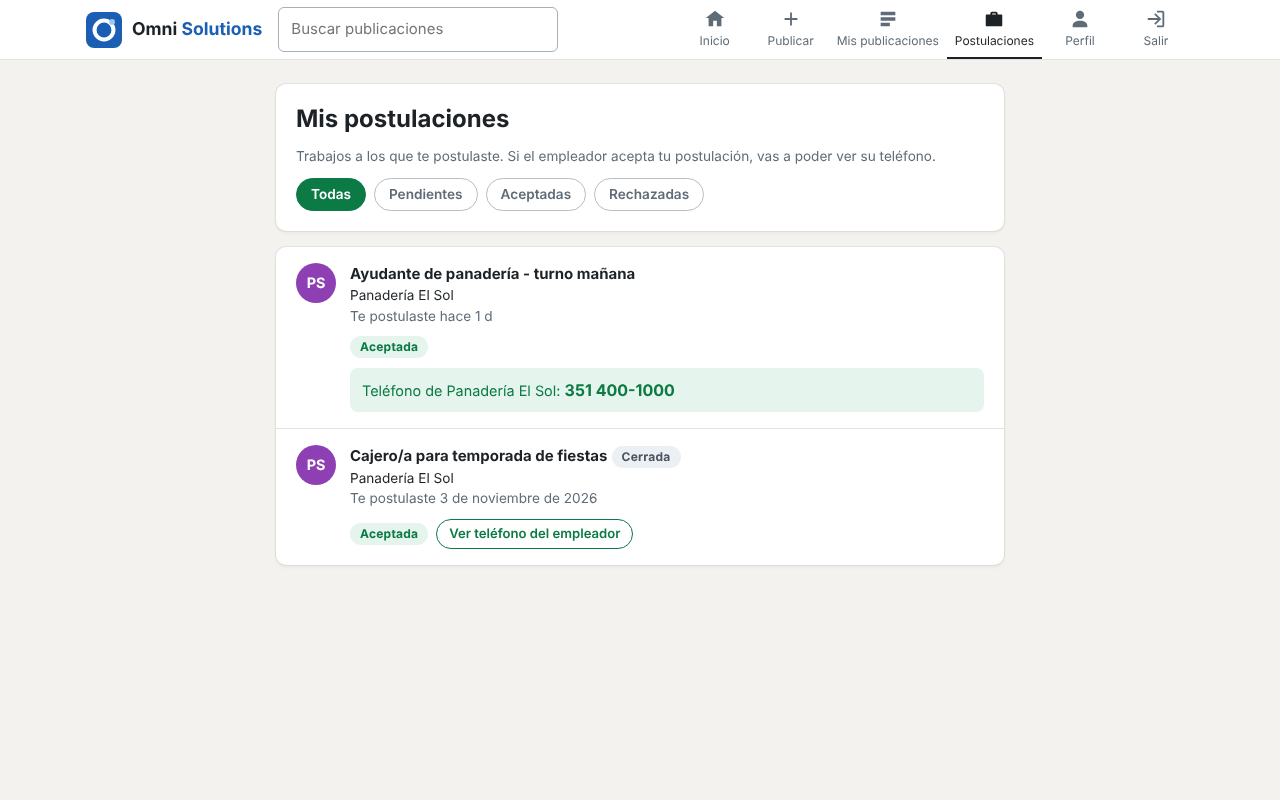 Omni Solutions
Buscar publicaciones
Inicio
Publicar
Mis publicaciones
Postulaciones
Perfil
Salir
Mis postulaciones
Trabajos a los que te postulaste. Si el empleador acepta tu postulación, vas a poder ver su teléfono.
Todas
Pendientes
Aceptadas
Rechazadas
PS
Ayudante de panadería - turno mañana
Panadería El Sol
Te postulaste hace 1 d
Aceptada
Teléfono de Panadería El Sol: 351 400-1000
PS
Cajero/a para temporada de fiestas Cerrada
Panadería El Sol
Te postulaste 3 de noviembre de 2026
Aceptada
Ver teléfono del empleador